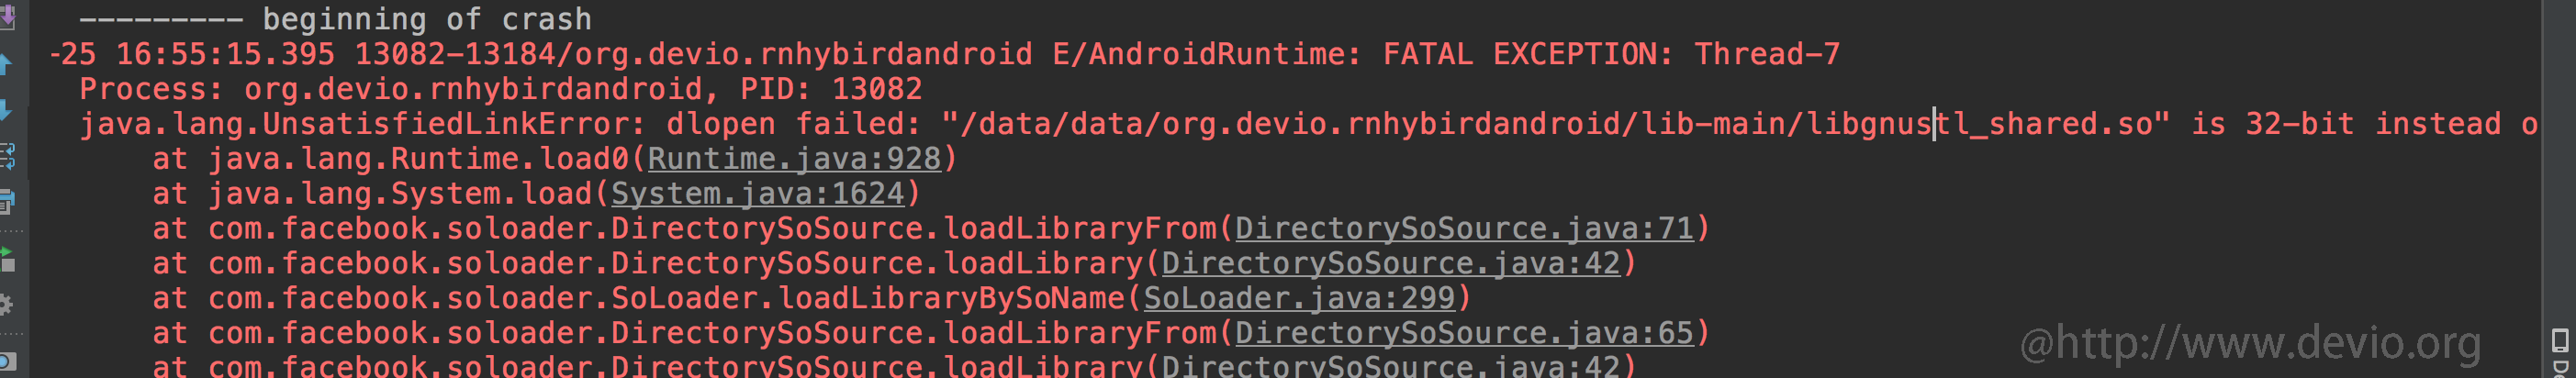 --------- beginning of crash
-25 16:55:15.395 13082-13184/org.devio.rnhybirdandroid E/AndroidRuntime: FATAL EXCEPTION: Thread-7
Process: org.devio.rnhybirdandroid, PID: 13082
java.lang.UnsatisfiedLinkError: dlopen failed: "/data/data/org.devio.rnhybirdandroid/lib-main/libgnustl_shared.so" is 32-bit instead o
at java.lang.Runtime.load0(Runtime.java:928)
at java.lang.System.load(System.java:1624)
at com.facebook.soloader.DirectorySoSource.loadLibraryFrom(DirectorySoSource.java:71)
at com.facebook.soloader.DirectorySoSource.loadLibrary(DirectorySoSource.java:42)
at com.facebook.soloader.SoLoader.loadLibraryBySoName(SoLoader.java:299)
at com.facebook.soloader.DirectorySoSource.loadLibraryFrom(DirectorySoSource.java:65)
at com.facebook.soloader.DirectorySoSource.loadLibrary(DirectorySoSource.java:42)
@http://www.devio.org